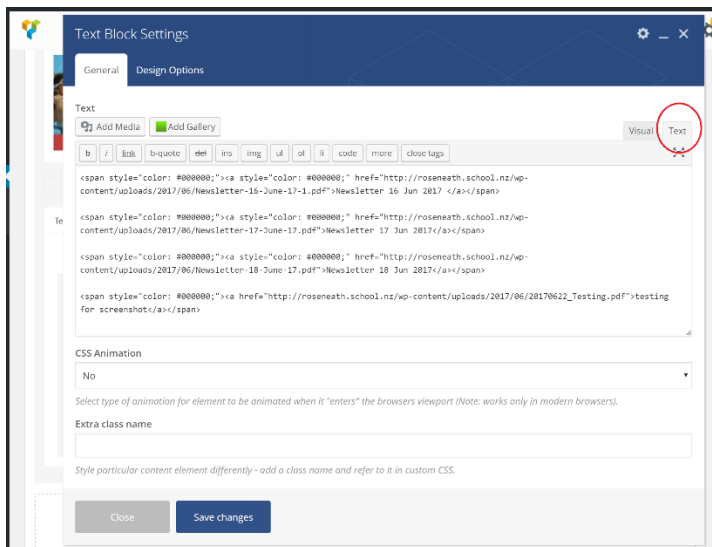 Text Block Settings
General
Design Options
Text
Add Media
Add Gallery
Visual
Text
b
i
link
b-quote
del
ins
img
ul
ol
li
code
more
close tags
<span style="color: #000000;"><a style="color: #000000;" href="http://roseneath.school.nz/wp-
content/uploads/2017/06/Newsletter-16-June-17-1.pdf">Newsletter 16 Jun 2017 </a></span>
<span style="color: #000000;"><a style="color: #000000;" href="http://roseneath.school.nz/wp-
content/uploads/2017/06/Newsletter-17-June-17.pdf">Newsletter 17 Jun 2017</a></span>
<span style="color: #000000;"><a style="color: #000000;" href="http://roseneath.school.nz/wp-
content/uploads/2017/06/Newsletter-18-June-17.pdf">Newsletter 18 Jun 2017</a></span>
<span style="color: #000000;"><a href="http://roseneath.school.nz/wp-content/uploads/2017/06/20170622_Testing.pdf">testing
for screenshot</a></span>
Te
CSS Animation
No
Select type of animation for element to be animated when it "enters" the browsers viewport (Note: works only in modern browsers).
Extra class name
Style particular content element differently - add a class name and refer to it in custom CSS.
Close
Save changes